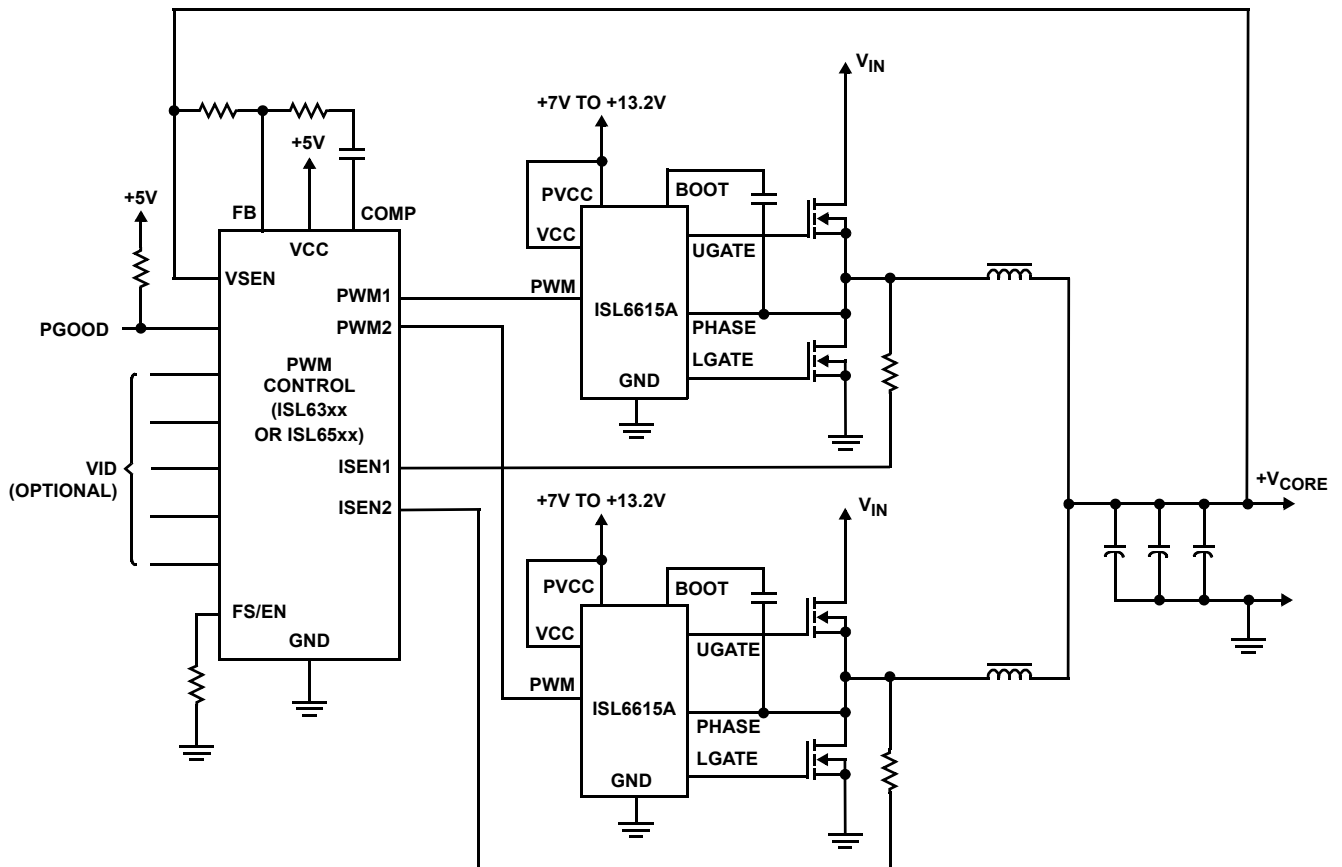 V_IN
+7V TO +13.2V
+5V
+5V
FB
COMP
VCC
VSEN
PWM1
PGOOD
PWM2
PWM
CONTROL
(ISL63xx
OR ISL65xx)
VID
(OPTIONAL)
ISEN1
ISEN2
FS/EN
GND
PVCC
BOOT
VCC
UGATE
PWM
ISL6615A
PHASE
LGATE
GND
+V_CORE
+7V TO +13.2V
V_IN
PVCC
BOOT
VCC
UGATE
PWM
ISL6615A
PHASE
LGATE
GND